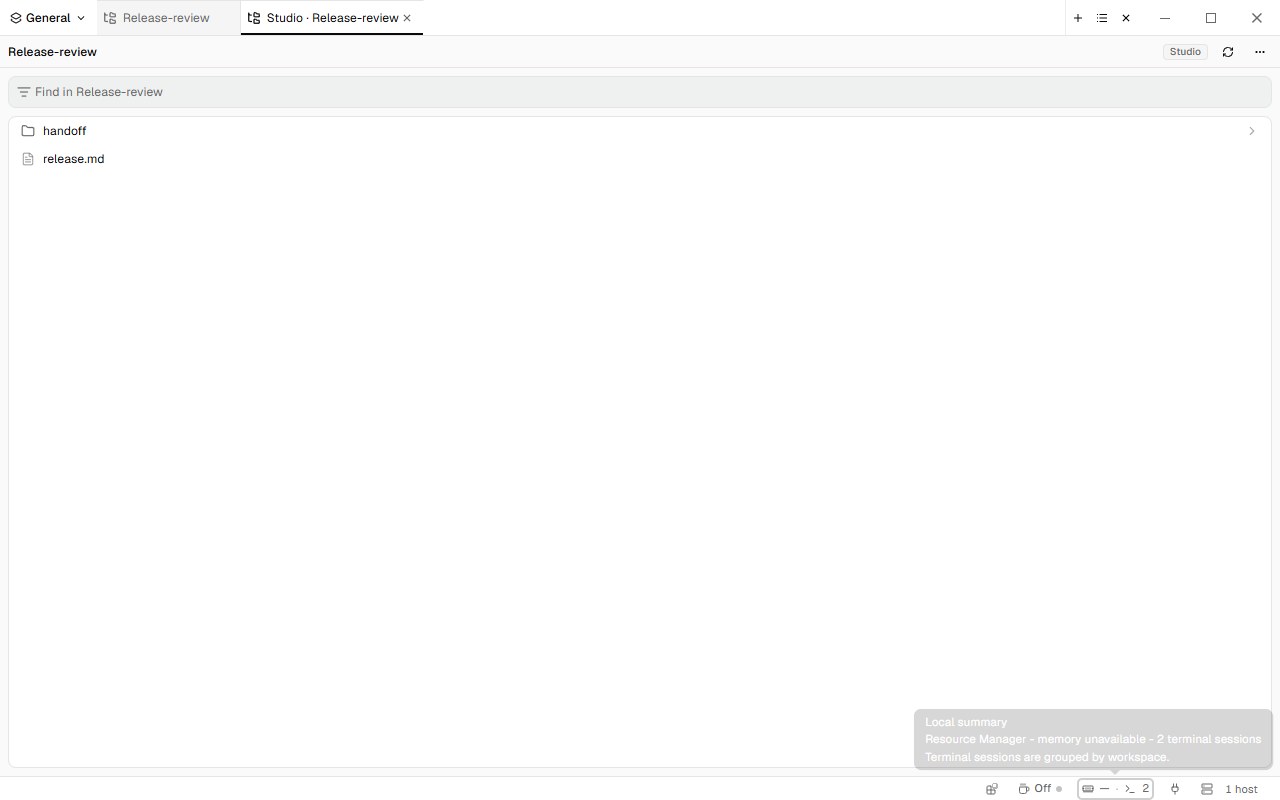 General
Release-review
Studio · Release-review
Release-review
Studio
Find in Release-review
handoff
release.md
Local summary
Resource Manager - memory unavailable - 2 terminal sessions
Terminal sessions are grouped by workspace.
Off
— · 2
1 host